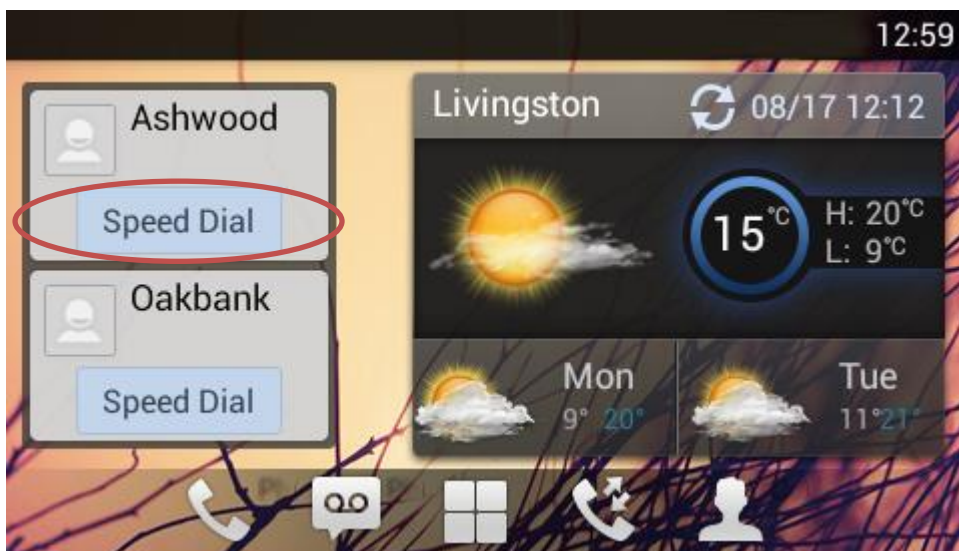 12:59
Ashwood
Speed Dial
Oakbank
Speed Dial
Livingston
08/17 12:12
15°C
H: 20°C
L: 9°C
Mon
9° 20°
Tue
11° 21°